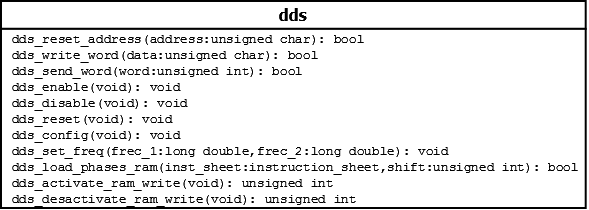 dds
dds_reset_address(address:unsigned char): bool
dds_write_word(data:unsigned char): bool
dds_send_word(word:unsigned int): bool
dds_enable(void): void
dds_disable(void): void
dds_reset(void): void
dds_config(void): void
dds_set_freq(frec_1:long double,frec_2:long double): void
dds_load_phases_ram(inst_sheet:instruction_sheet,shift:unsigned int): bool
dds_activate_ram_write(void): unsigned int
dds_desactivate_ram_write(void): unsigned int